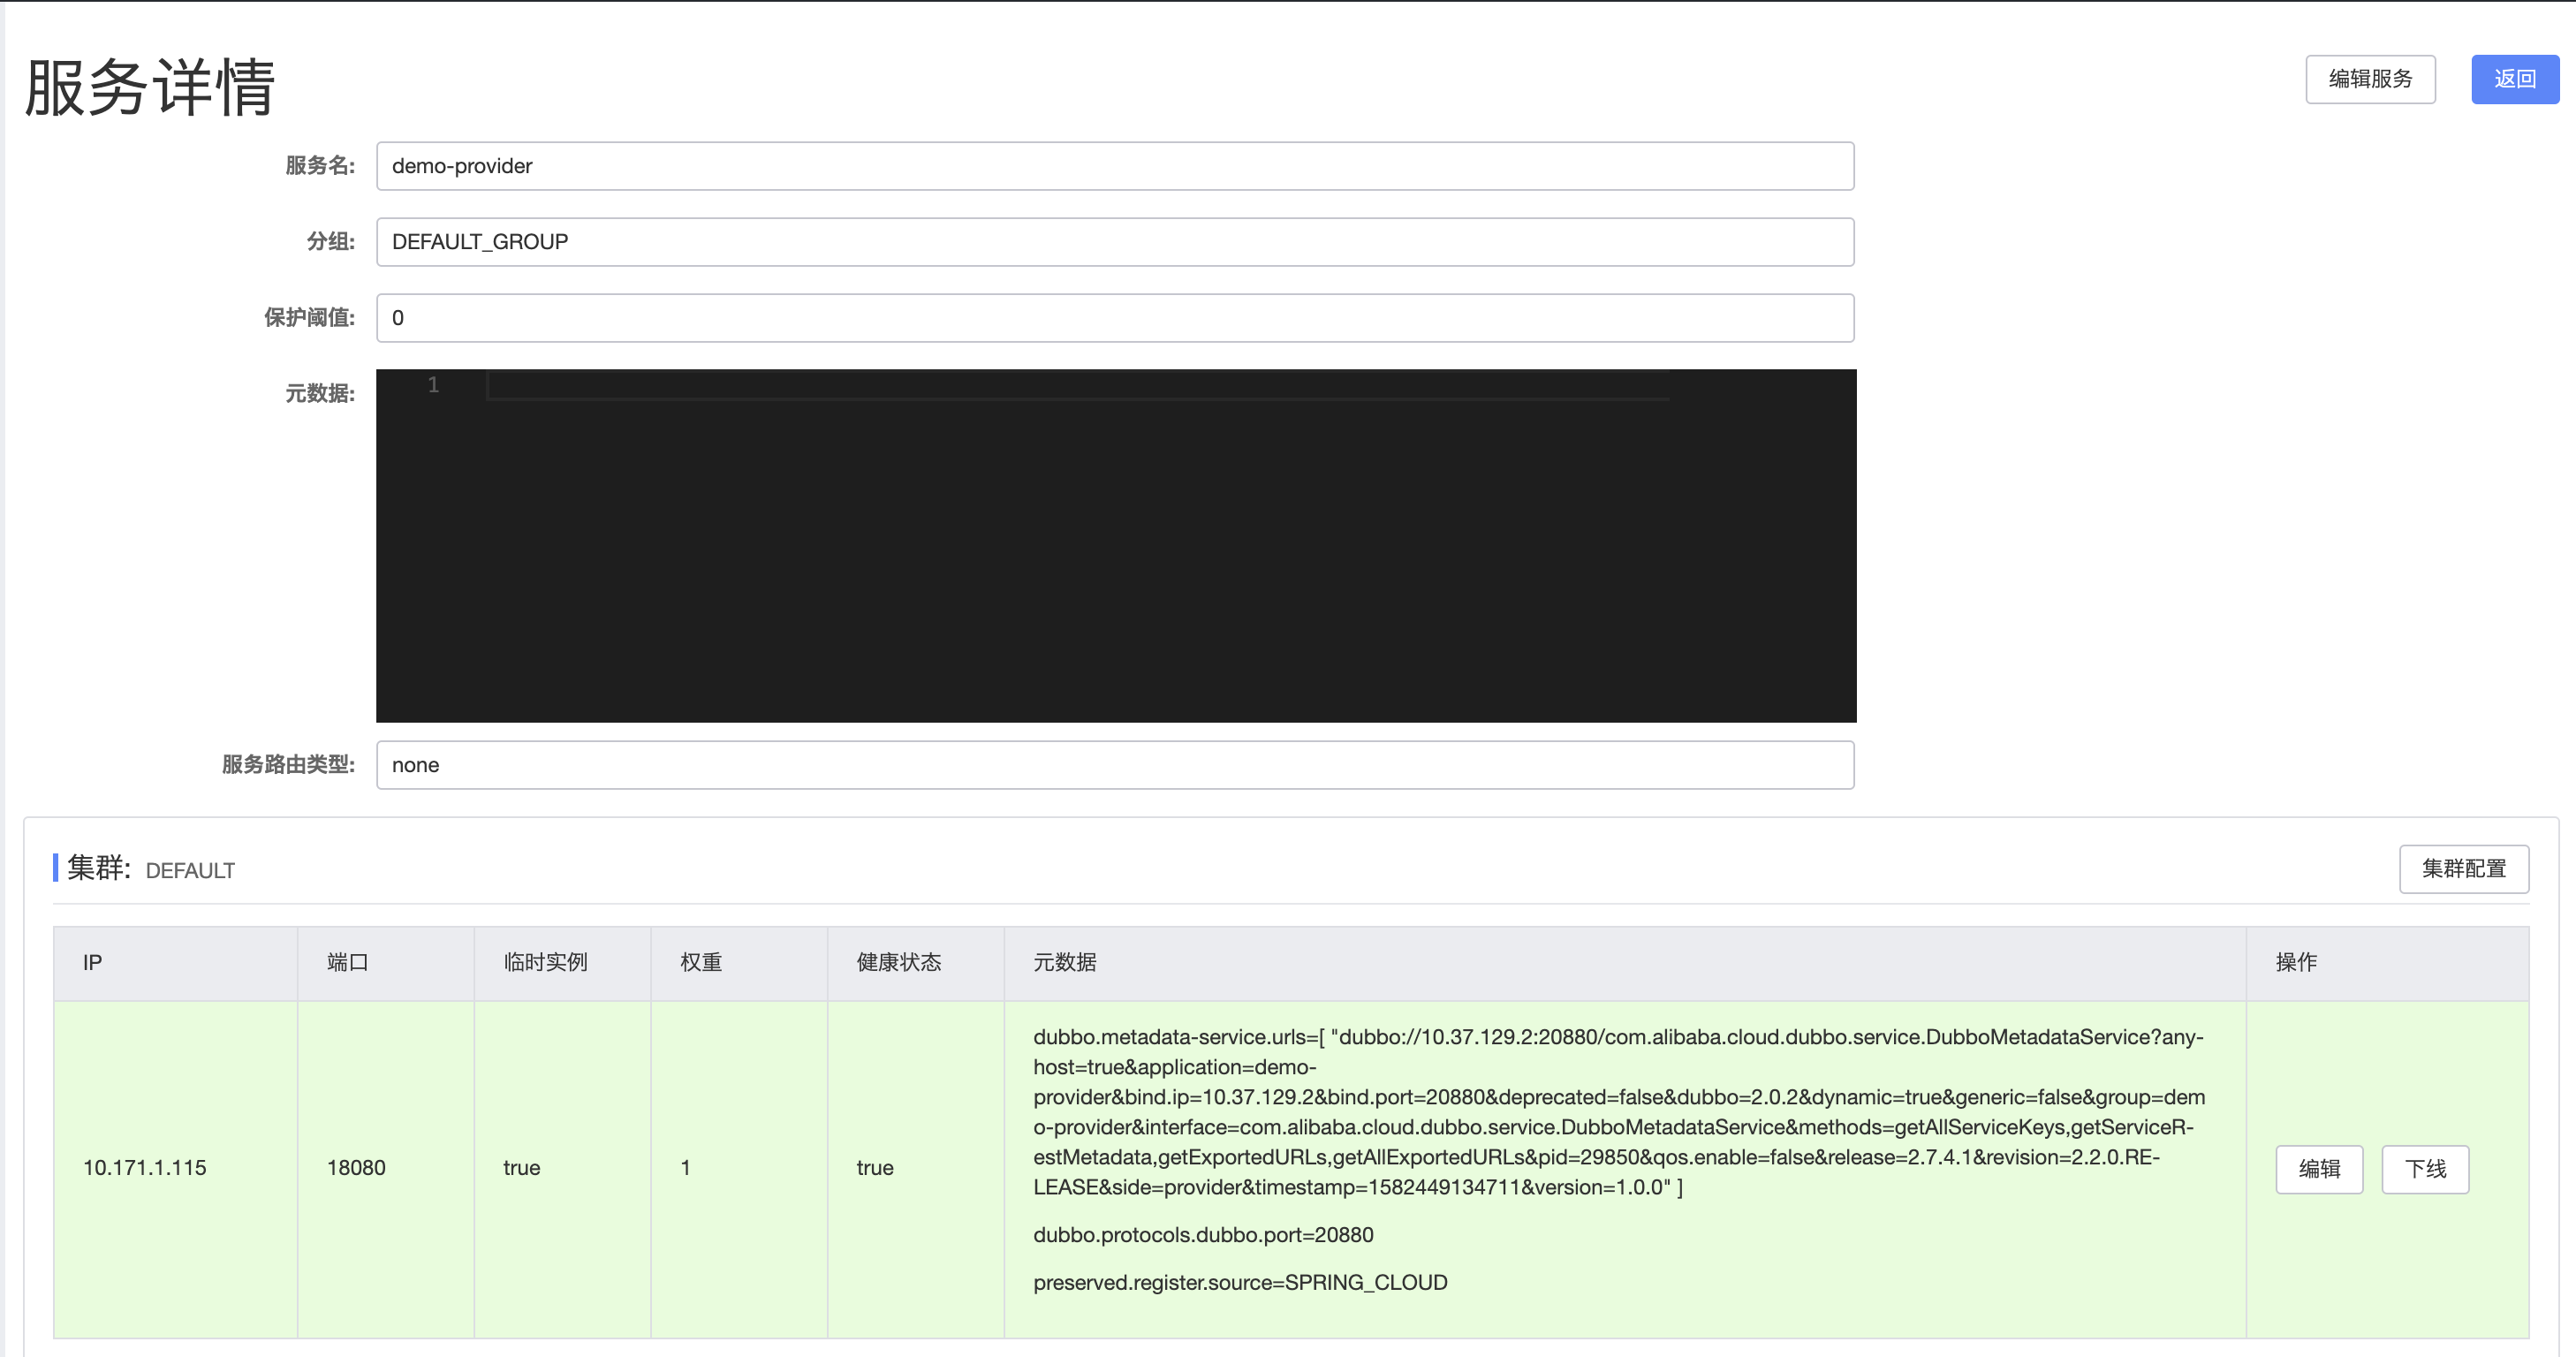 服务详情
编辑服务
返回
服务名:
demo-provider
分组:
DEFAULT_GROUP
保护阈值:
0
元数据:
1
服务路由类型:
none
集群: DEFAULT
集群配置
IP
端口
临时实例
权重
健康状态
元数据
操作
10.171.1.115
18080
true
1
true
dubbo.metadata-service.urls=[ "dubbo://10.37.129.2:20880/com.alibaba.cloud.dubbo.service.DubboMetadataService?any-
host=true&application=demo-
provider&bind.ip=10.37.129.2&bind.port=20880&deprecated=false&dubbo=2.0.2&dynamic=true&generic=false&group=dem
o-provider&interface=com.alibaba.cloud.dubbo.service.DubboMetadataService&methods=getAllServiceKeys,getServiceR-
estMetadata,getExportedURLs,getAllExportedURLs&pid=29850&qos.enable=false&release=2.7.4.1&revision=2.2.0.RE-
LEASE&side=provider&timestamp=1582449134711&version=1.0.0" ]
dubbo.protocols.dubbo.port=20880
preserved.register.source=SPRING_CLOUD
编辑
下线